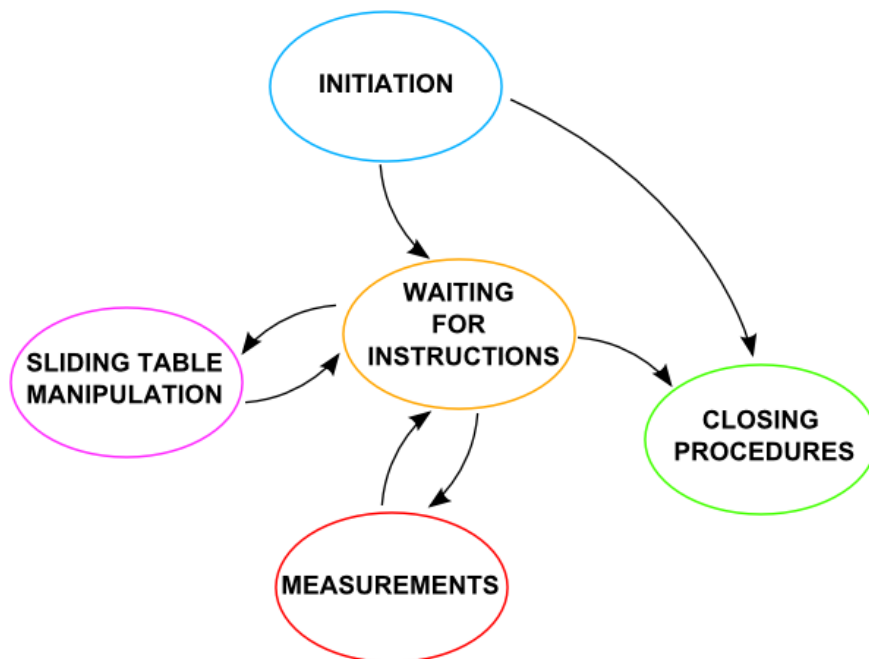 INITIATION
WAITING
FOR
INSTRUCTIONS
SLIDING TABLE
MANIPULATION
CLOSING
PROCEDURES
MEASUREMENTS